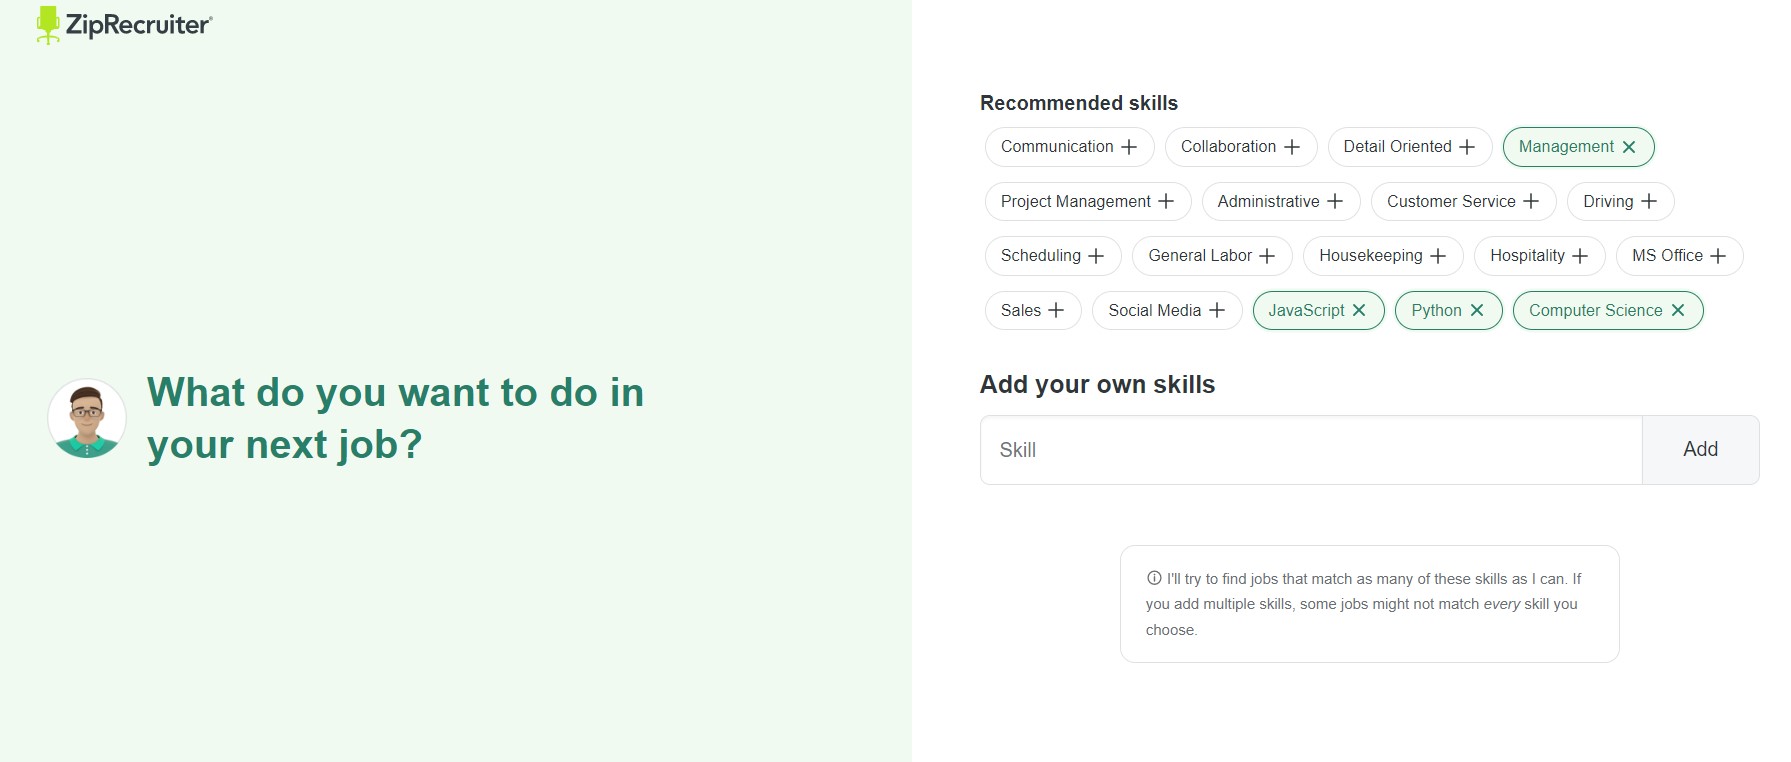 ZipRecruiter
What do you want to do in
your next job?
Recommended skills
Communication Collaboration Detail Oriented Management
Project Management Administrative Customer Service Driving
Scheduling General Labor Housekeeping Hospitality MS Office
Sales Social Media JavaScript Python Computer Science
Add your own skills
Skill Add
I'll try to find jobs that match as many of these skills as I can. If
you add multiple skills, some jobs might not match every skill you
choose.